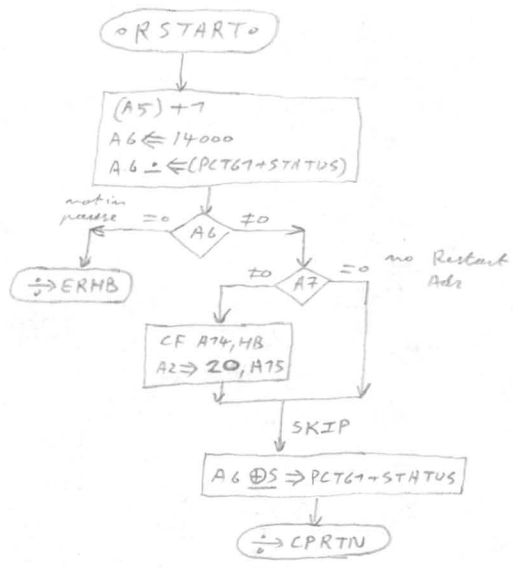 ∘RSTART∘
(A5)+1
A6⇐14000
A6∸⇐(PCT61+STATUS)
not in
pause =0 A6 ≠0
÷→ERHB
≠0 A7 =0 no Restart
Adr
CF A14,HB
A2⇒20,A15
SKIP
A6 ⊕S ⇒PCT61+STATUS
÷→CPRTN